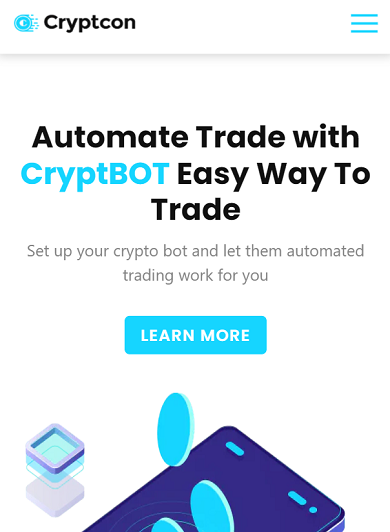 Cryptcon
Automate Trade with
CryptBOT Easy Way To
Trade
Set up your crypto bot and let them automated
trading work for you
LEARN MORE